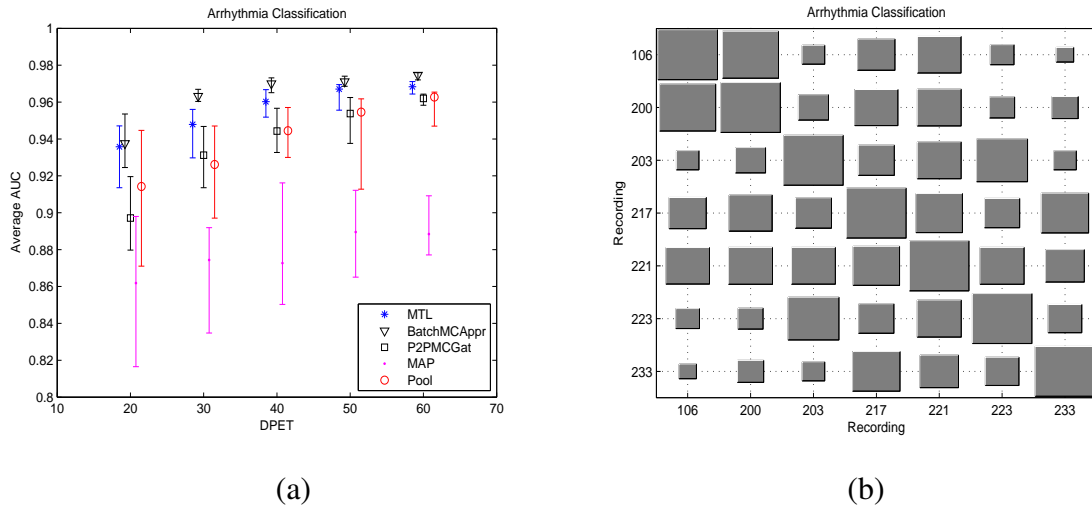 Arrhythmia Classification
1
0.98
0.96
0.94
0.92
0.9
0.88
0.86
0.84
0.82
0.8
Average AUC
10 20 30 40 50 60 70
DPET
MTL
BatchMCAppr
P2PMCGat
MAP
Pool
(a)
Arrhythmia Classification
106
200
203
217
221
223
233
Recording
106 200 203 217 221 223 233
Recording
(b)